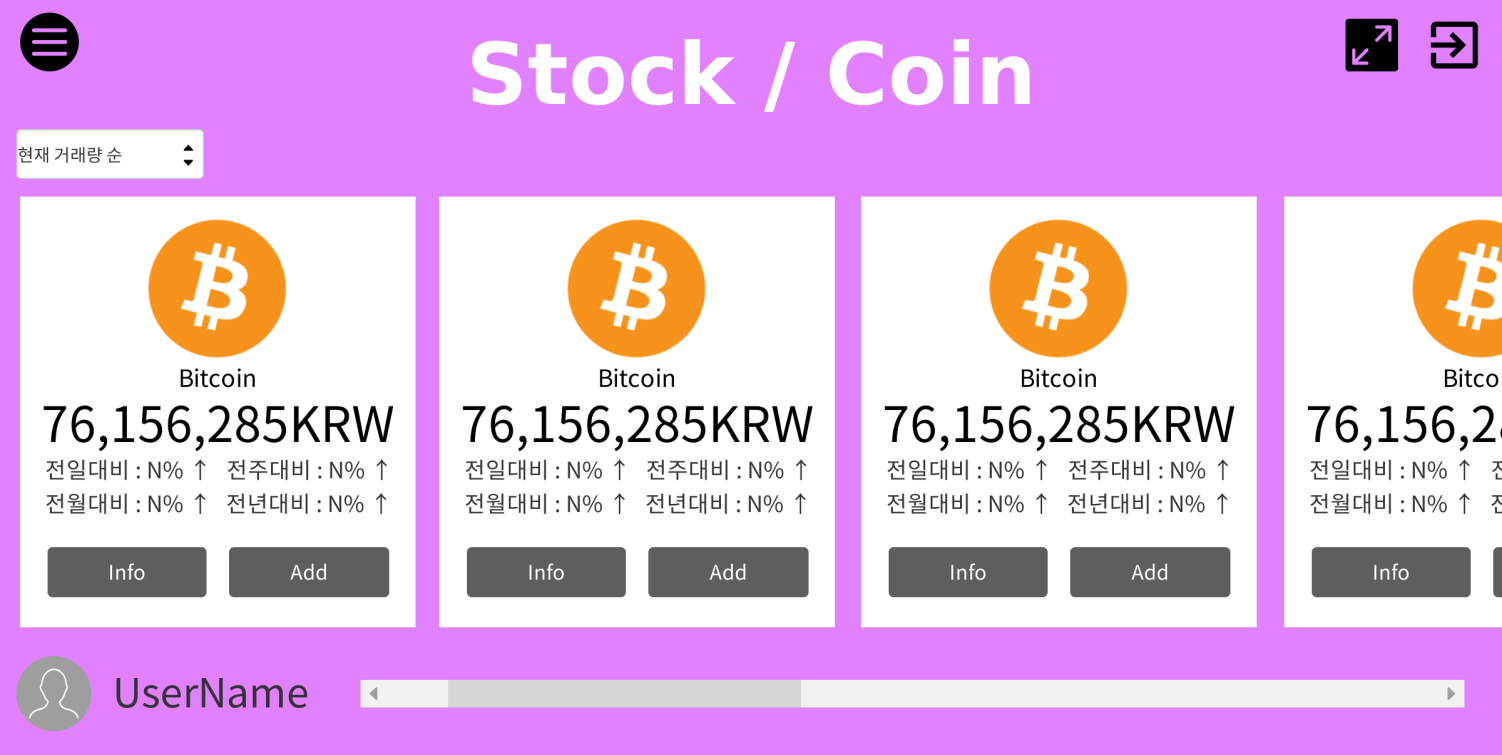 Stock / Coin
현재 거래량 순
Bitcoin
76,156,285KRW
전일대비 : N% ↑ 전주대비 : N% ↑
전월대비 : N% ↑ 전년대비 : N% ↑
Info Add
Bitcoin
76,156,285KRW
전일대비 : N% ↑ 전주대비 : N% ↑
전월대비 : N% ↑ 전년대비 : N% ↑
Info Add
Bitcoin
76,156,285KRW
전일대비 : N% ↑ 전주대비 : N% ↑
전월대비 : N% ↑ 전년대비 : N% ↑
Info Add
Bitco
76,156,2
전일대비 : N% ↑
전월대비 : N% ↑
Info
UserName